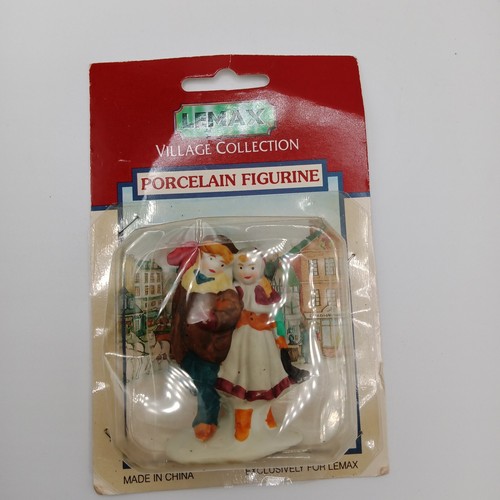 LEMAX
VILLAGE COLLECTION
PORCELAIN FIGURINE
MADE IN CHINA
EXCLUSIVELY FOR LEMAX